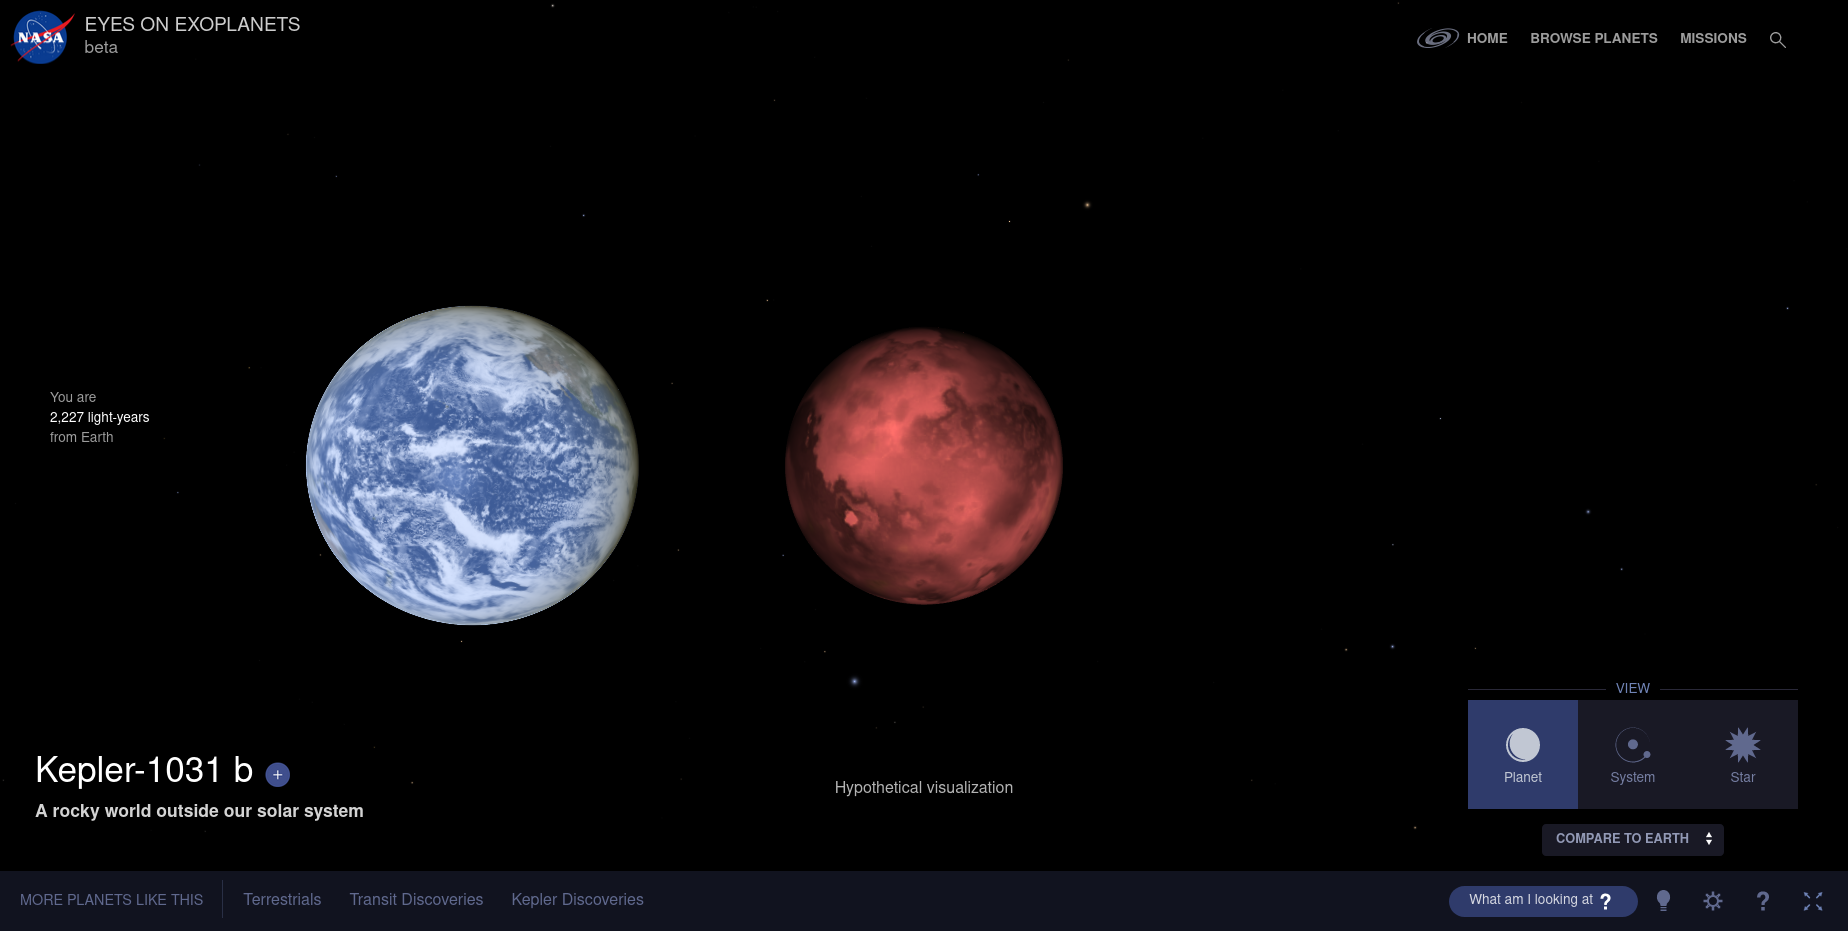 NASA
EYES ON EXOPLANETS
beta
HOME BROWSE PLANETS MISSIONS
You are
2,227 light-years
from Earth
Kepler-1031 b +
A rocky world outside our solar system
Hypothetical visualization
VIEW
Planet System Star
COMPARE TO EARTH
MORE PLANETS LIKE THIS Terrestrials Transit Discoveries Kepler Discoveries
What am I looking at ? ?